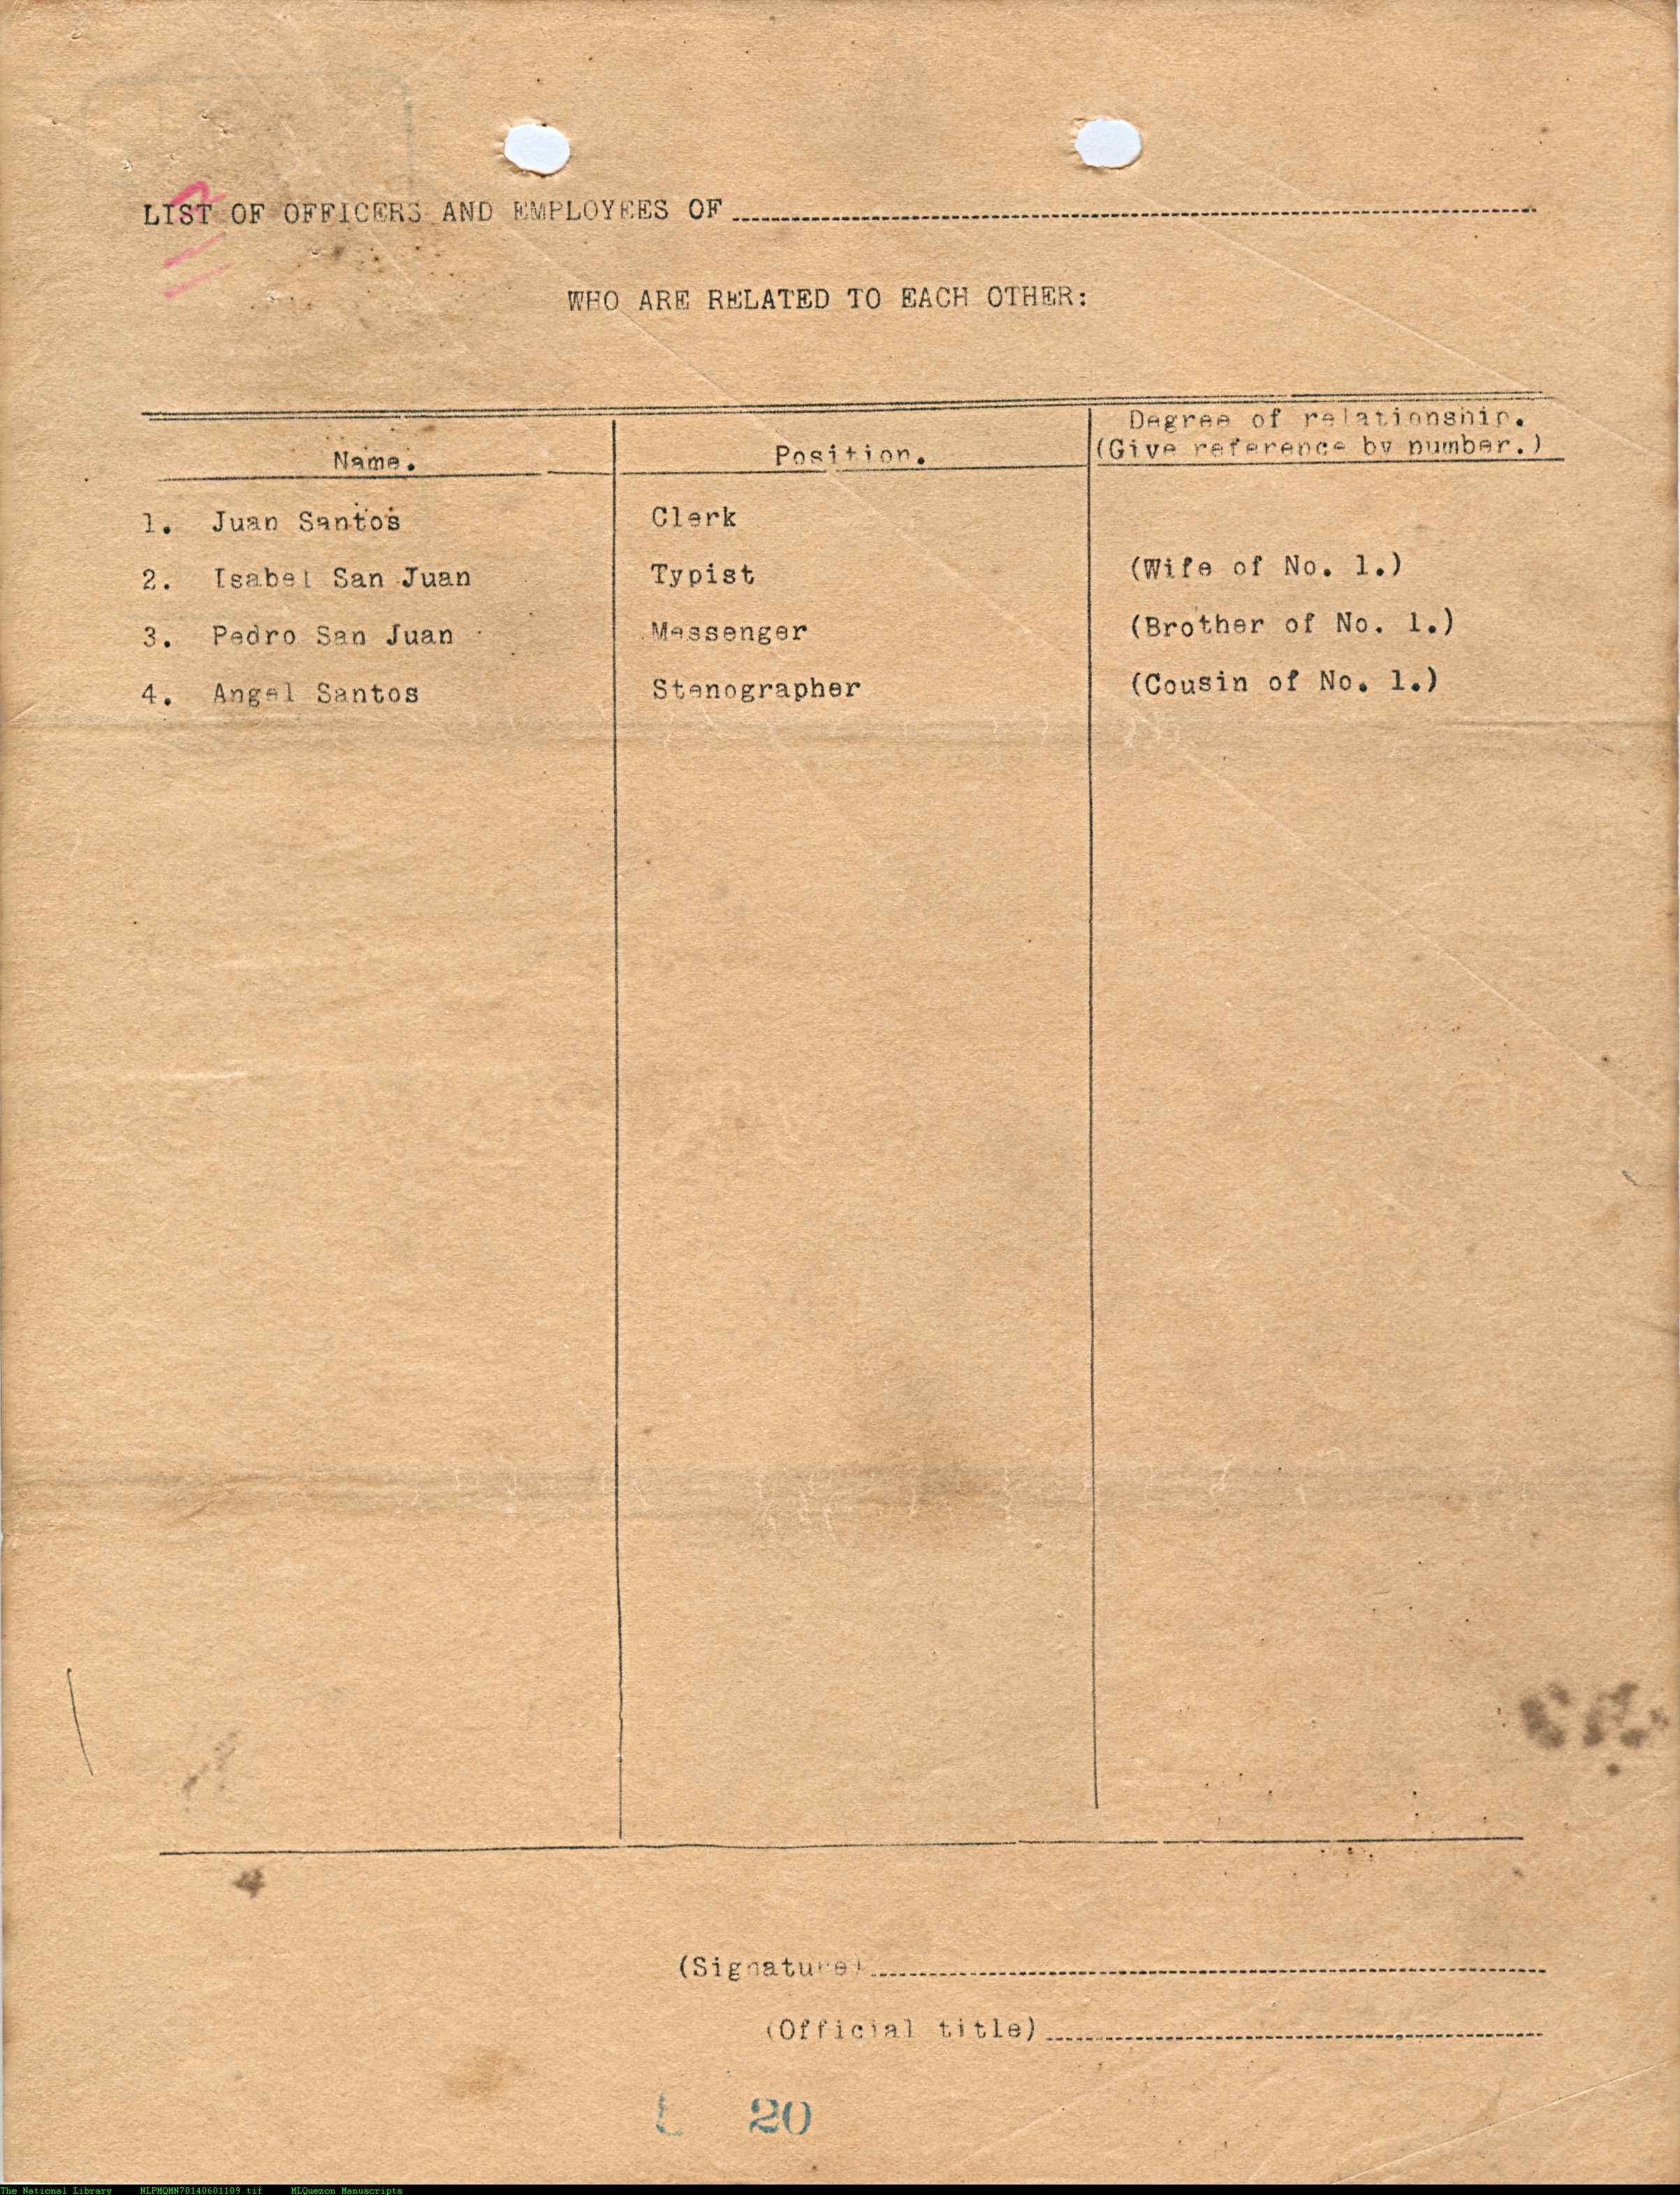 LIST OF OFFICERS AND EMPLOYEES OF
WHO ARE RELATED TO EACH OTHER:
Name. Position. Degree of relationship.
(Give reference by number.)
1. Juan Santos Clerk
2. Isabel San Juan Typist (Wife of No. 1.)
3. Pedro San Juan Messenger (Brother of No. 1.)
4. Angel Santos Stenographer (Cousin of No. 1.)
(Signature)
(Official title)
20
The National Library NLPMQMN70140601109.tif MLQuezon Manuscripts